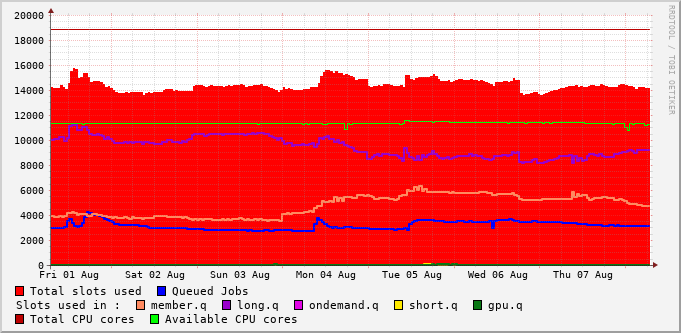 20000
18000
16000
14000
12000
10000
8000
6000
4000
2000
0
Fri 01 Aug Sat 02 Aug Sun 03 Aug Mon 04 Aug Tue 05 Aug Wed 06 Aug Thu 07 Aug
Total slots used Queued Jobs
Slots used in : member.q long.q ondemand.q short.q gpu.q
Total CPU cores Available CPU cores
RRDTOOL / TOBI OETIKER